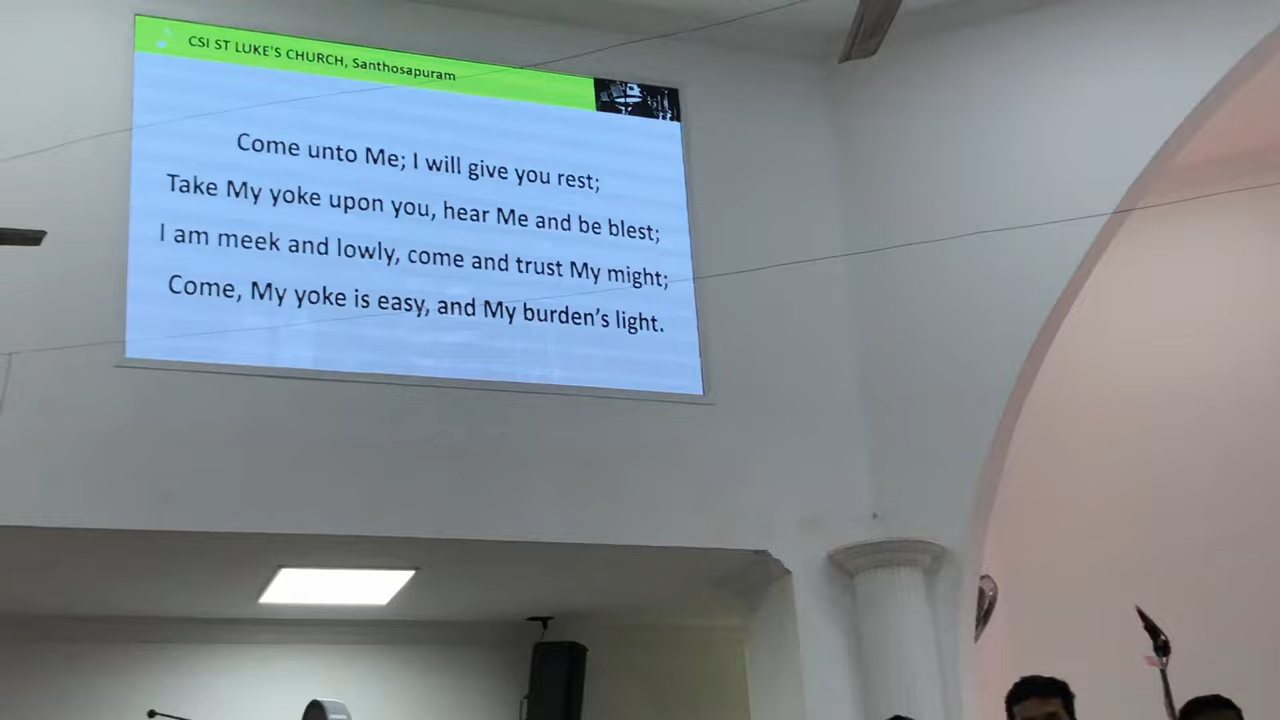 CSI ST LUKE'S CHURCH, Santhosapuram
Come unto Me; I will give you rest;
Take My yoke upon you, hear Me and be blest;
I am meek and lowly, come and trust My might;
Come, My yoke is easy, and My burden's light.